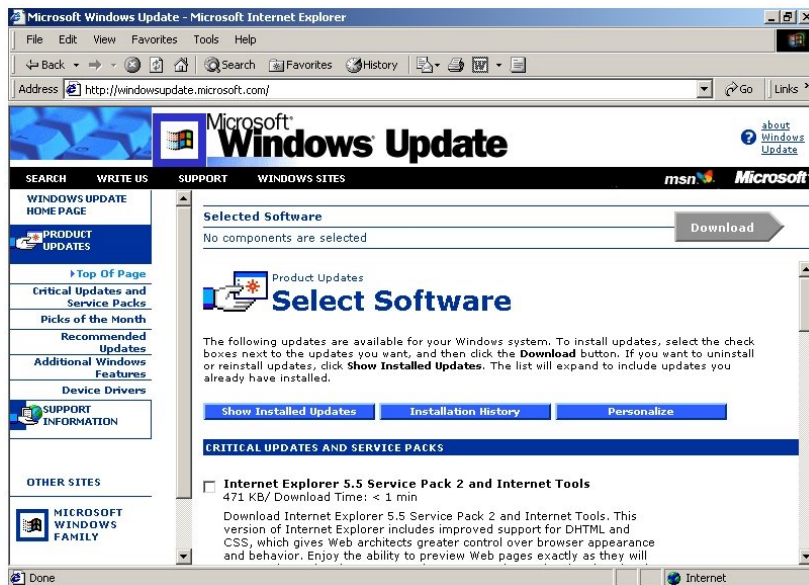 Microsoft Windows Update - Microsoft Internet Explorer
File Edit View Favorites Tools Help
Back Search Favorites History
Address http://windowsupdate.microsoft.com/ Go Links
Microsoft
Windows Update
about
Windows
Update
SEARCH WRITE US SUPPORT WINDOWS SITES msn Microsoft
WINDOWS UPDATE
HOME PAGE
PRODUCT
UPDATES
Top Of Page
Critical Updates and
Service Packs
Picks of the Month
Recommended
Updates
Additional Windows
Features
Device Drivers
SUPPORT
INFORMATION
OTHER SITES
MICROSOFT
WINDOWS
FAMILY
Selected Software
No components are selected
Download
Product Updates
Select Software
The following updates are available for your Windows system. To install updates, select the check
boxes next to the updates you want, and then click the Download button. If you want to uninstall
or reinstall updates, click Show Installed Updates. The list will expand to include updates you
already have installed.
Show Installed Updates Installation History Personalize
CRITICAL UPDATES AND SERVICE PACKS
Internet Explorer 5.5 Service Pack 2 and Internet Tools
471 KB/ Download Time: < 1 min
Download Internet Explorer 5.5 Service Pack 2 and Internet Tools. This
version of Internet Explorer includes improved support for DHTML and
CSS, which gives Web architects greater control over browser appearance
and behavior. Enjoy the ability to preview Web pages exactly as they will
Done Internet